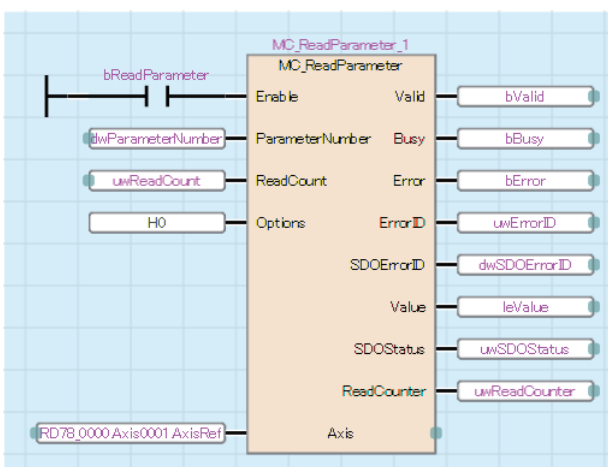 MC_ReadParameter_1
bReadParameter
MC_ReadParameter
Enable Valid bValid
dwParameterNumber ParameterNumber Busy bBusy
uwReadCount ReadCount Error bError
H0 Options ErrorID uwErrorID
SDOErrorID dwSDOErrorID
Value leValue
SDOStatus uwSDOStatus
ReadCounter uwReadCounter
RD78_0000.Axis0001.AxisRef Axis